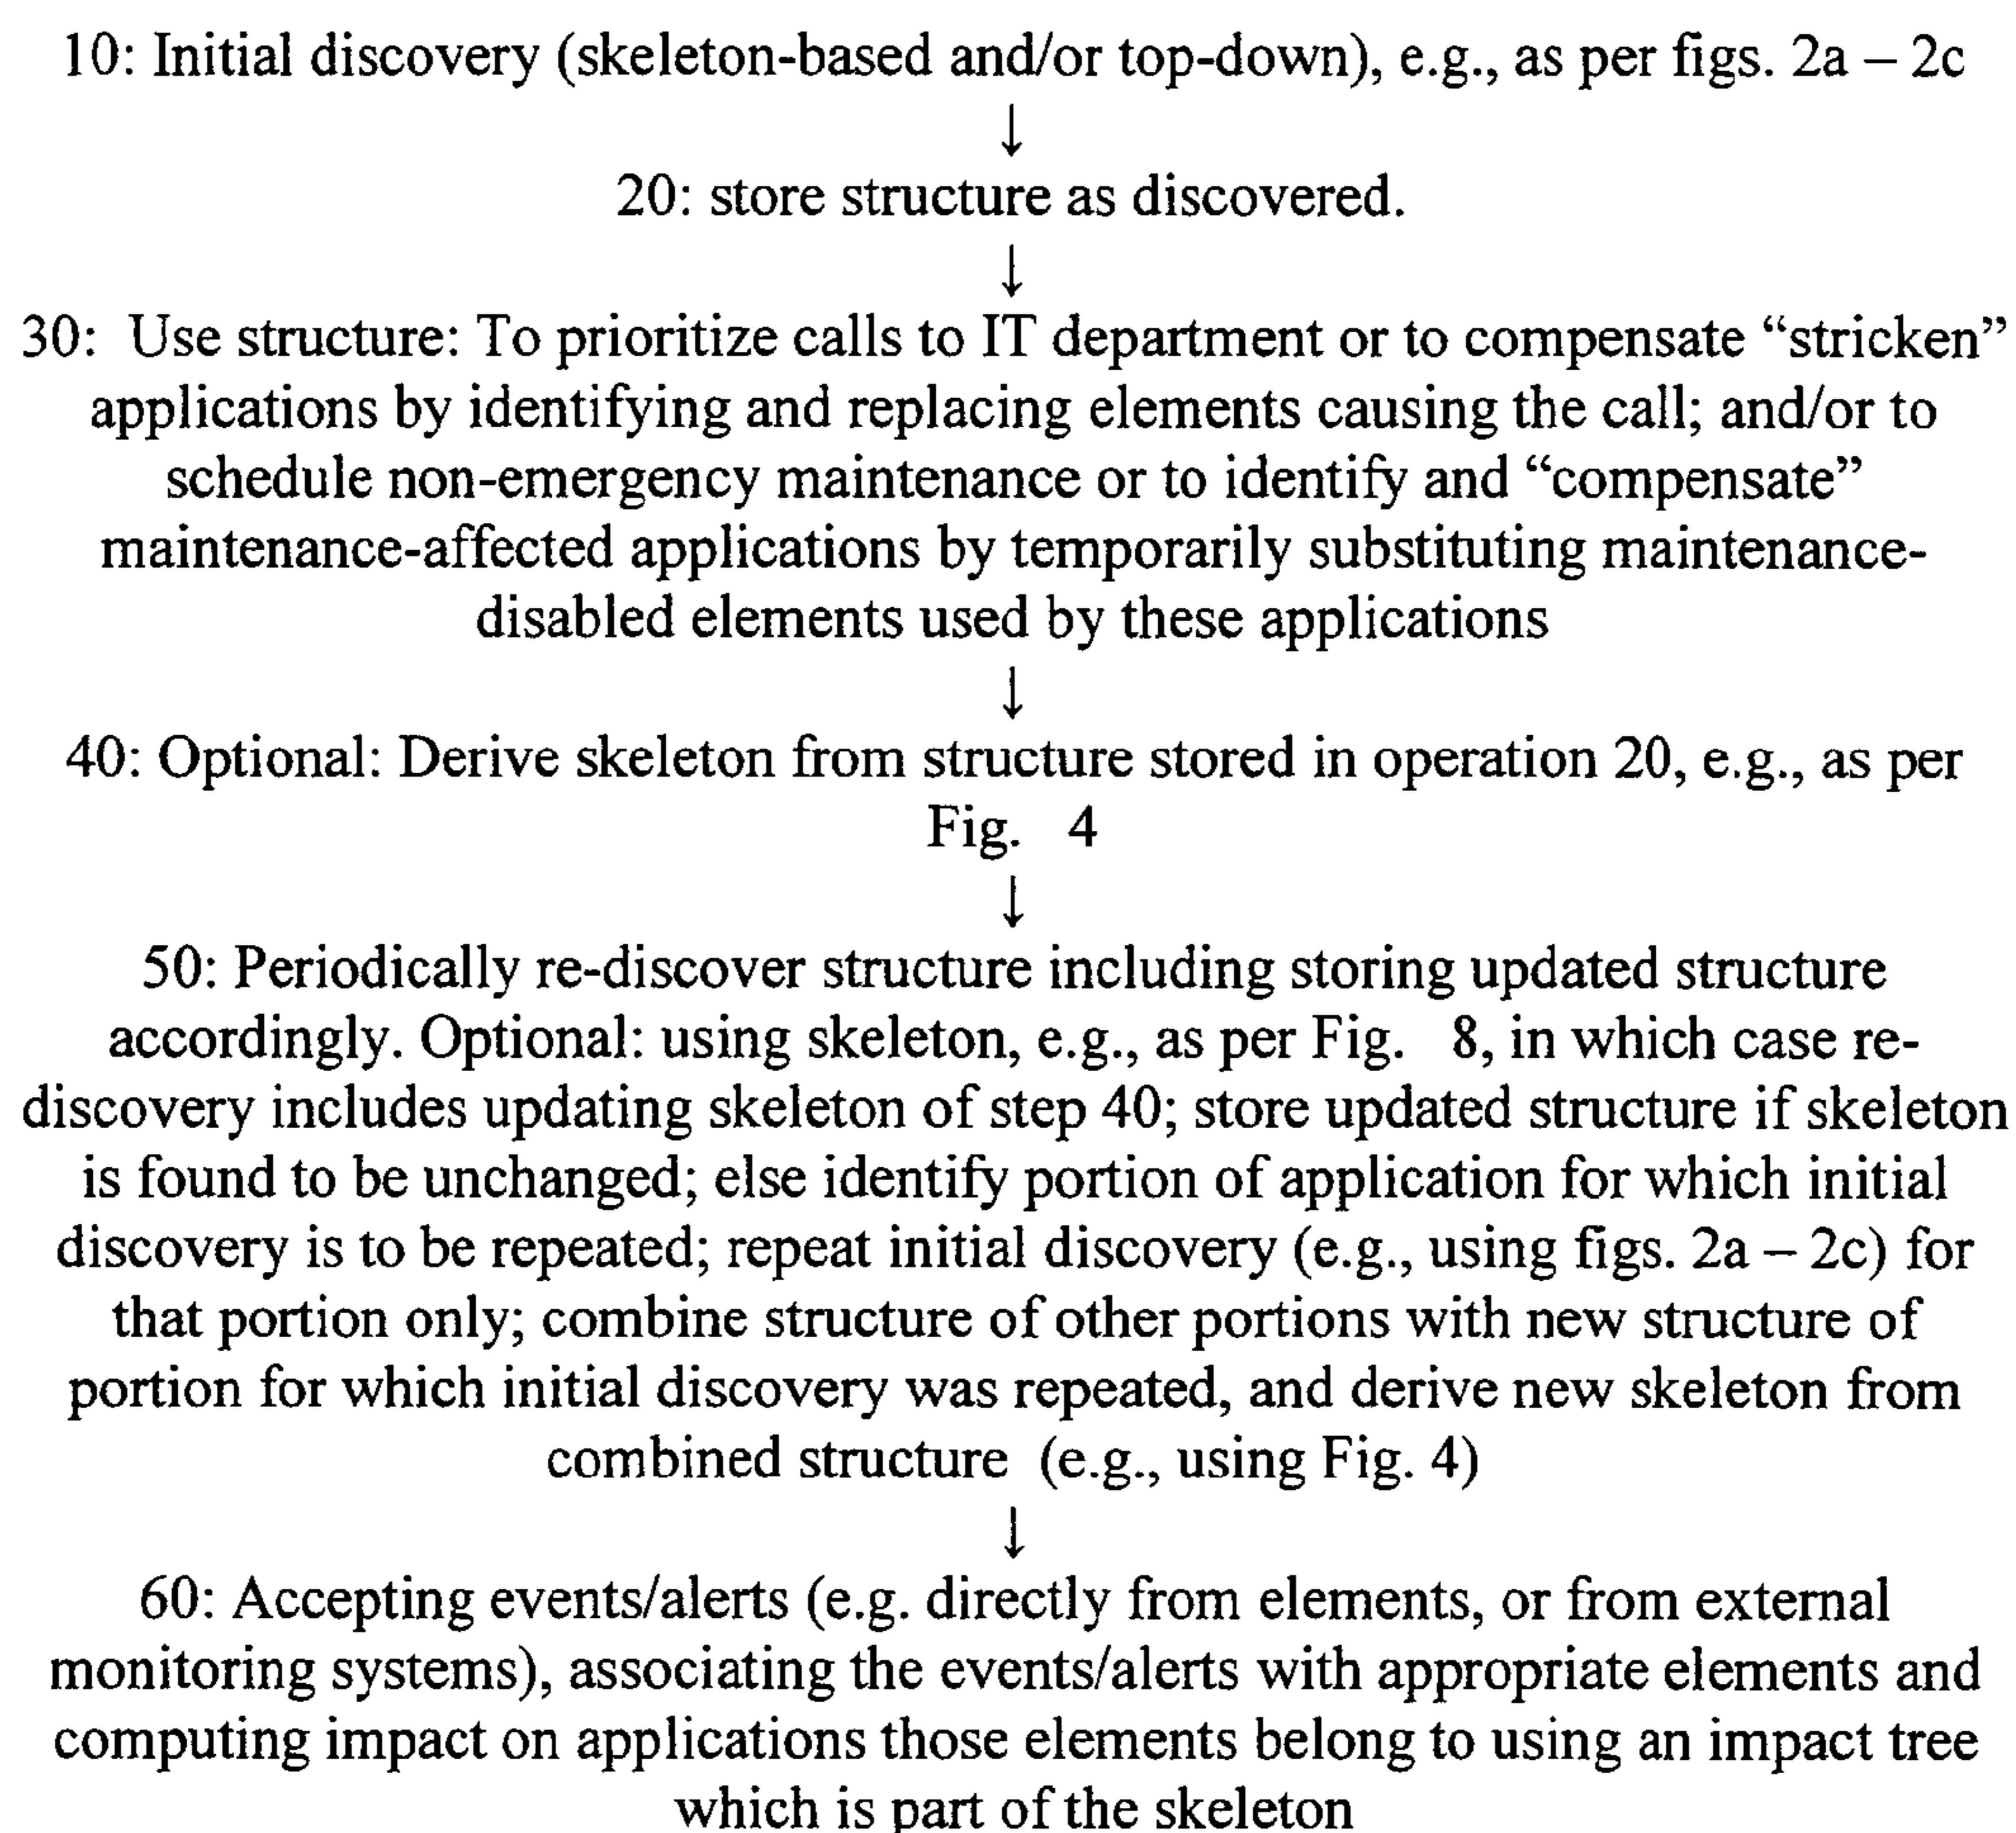 10: Initial discovery (skeleton-based and/or top-down), e.g., as per figs. 2a – 2c
↓
20: store structure as discovered.
↓
30: Use structure: To prioritize calls to IT department or to compensate “stricken”
applications by identifying and replacing elements causing the call; and/or to
schedule non-emergency maintenance or to identify and “compensate”
maintenance-affected applications by temporarily substituting maintenance-
disabled elements used by these applications
↓
40: Optional: Derive skeleton from structure stored in operation 20, e.g., as per
Fig. 4
↓
50: Periodically re-discover structure including storing updated structure
accordingly. Optional: using skeleton, e.g., as per Fig. 8, in which case re-
discovery includes updating skeleton of step 40; store updated structure if skeleton
is found to be unchanged; else identify portion of application for which initial
discovery is to be repeated; repeat initial discovery (e.g., using figs. 2a – 2c) for
that portion only; combine structure of other portions with new structure of
portion for which initial discovery was repeated, and derive new skeleton from
combined structure (e.g., using Fig. 4)
↓
60: Accepting events/alerts (e.g. directly from elements, or from external
monitoring systems), associating the events/alerts with appropriate elements and
computing impact on applications those elements belong to using an impact tree
which is part of the skeleton